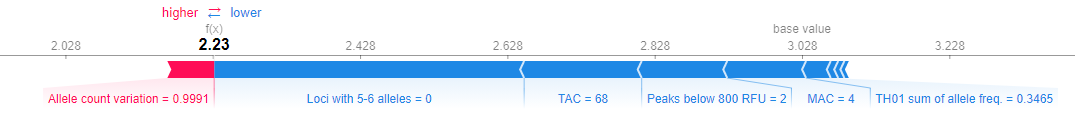 higher ⇄ lower
f(x) base value
2.028 2.23 2.428 2.628 2.828 3.028 3.228
Allele count variation = 0.9991 Loci with 5-6 alleles = 0 TAC = 68 Peaks below 800 RFU = 2 MAC = 4 TH01 sum of allele freq. = 0.3465